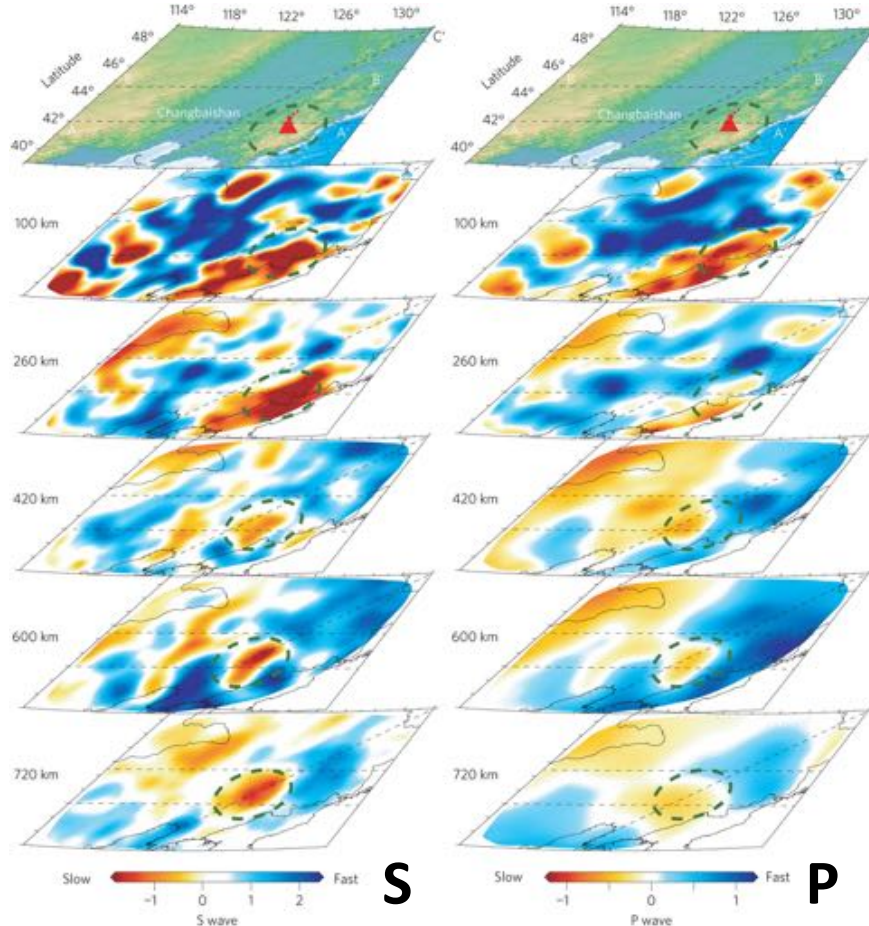 114° 118° 122° 126° 130°
114° 118° 122° 126° 130°
Latitude
48°
46°
44°
42°
40°
C'
B'
Changbaishan
A
A'
C
Latitude
48°
46°
44°
42°
40°
C'
B'
Changbaishan
A
A'
C
100 km
100 km
260 km
260 km
420 km
420 km
600 km
600 km
720 km
720 km
Slow Fast
−1 0 1 2
S wave
S
Slow Fast
−1 0 1
P wave
P